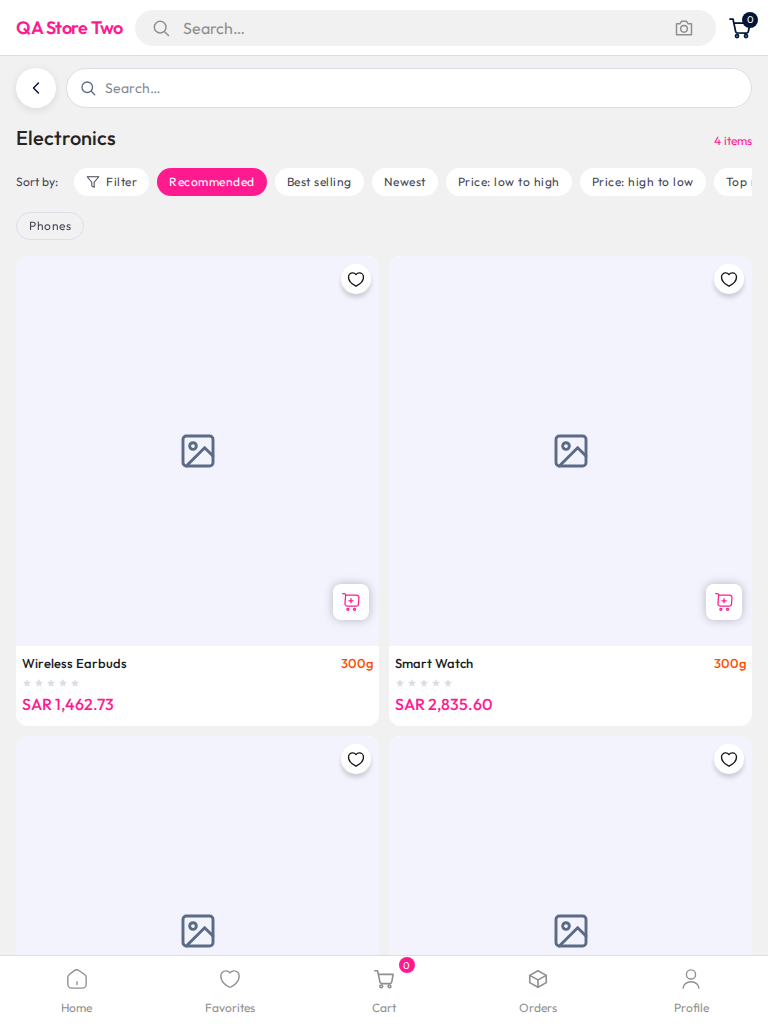 QA Store Two
Search...
0
Search...
Electronics
4 items
Sort by:
Filter
Recommended
Best selling
Newest
Price: low to high
Price: high to low
Top
Phones
Wireless Earbuds
300g
SAR 1,462.73
Smart Watch
300g
SAR 2,835.60
Home
Favorites
0
Cart
Orders
Profile